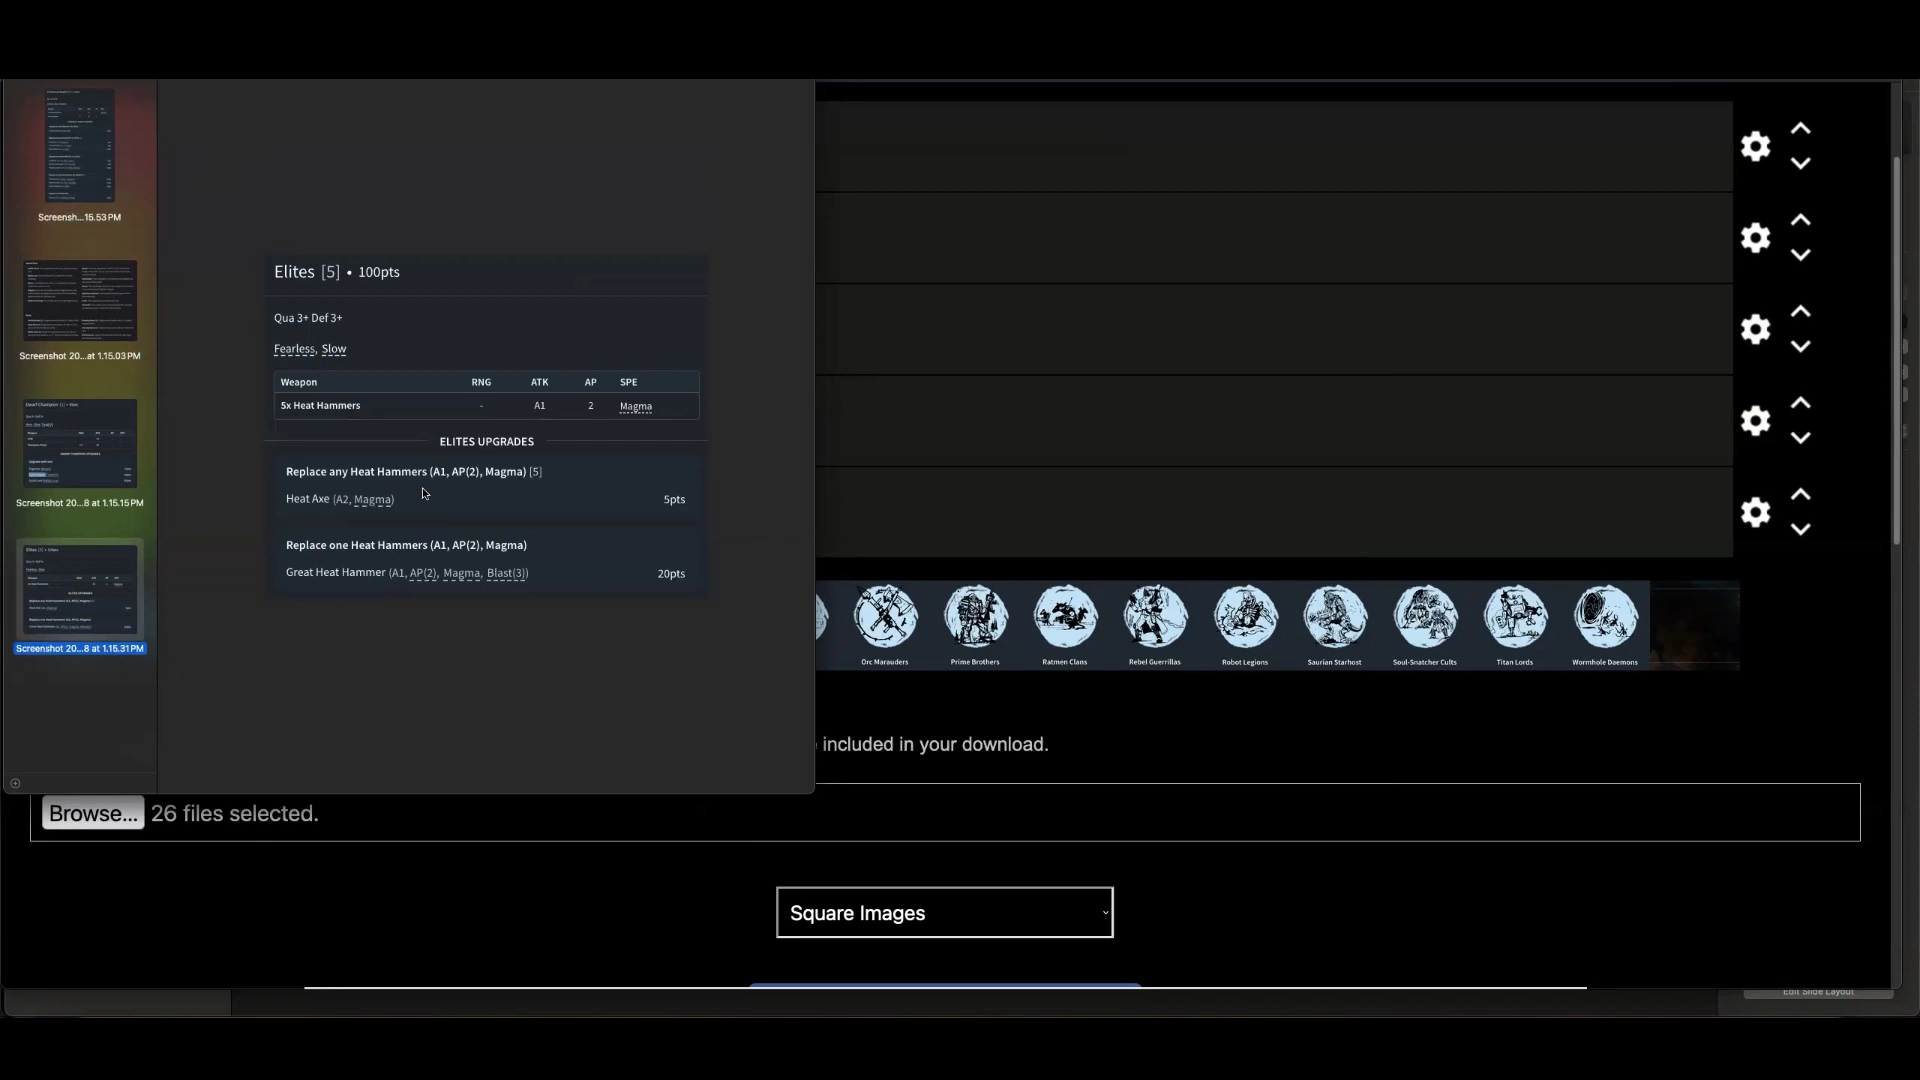 Screensh...15.53 PM
Screenshot 20...at 1.15.03 PM
Dwarf Champion
Screenshot 20...8 at 1.15.15 PM
Screenshot 20...8 at 1.15.31 PM
Elites [5] • 100pts
Qua 3+ Def 3+
Fearless, Slow
Weapon RNG ATK AP SPE
5x Heat Hammers - A1 2 Magma
ELITES UPGRADES
Replace any Heat Hammers (A1, AP(2), Magma) [5]
Heat Axe (A2, Magma) 5pts
Replace one Heat Hammers (A1, AP(2), Magma)
Great Heat Hammer (A1, AP(2), Magma, Blast(3)) 20pts
Orc Marauders
Prime Brothers
Ratmen Clans
Rebel Guerrillas
Robot Legions
Saurian Starhost
Soul-Snatcher Cults
Titan Lords
Wormhole Daemons
included in your download.
Browse... 26 files selected.
Square Images
Edit Slide Layout